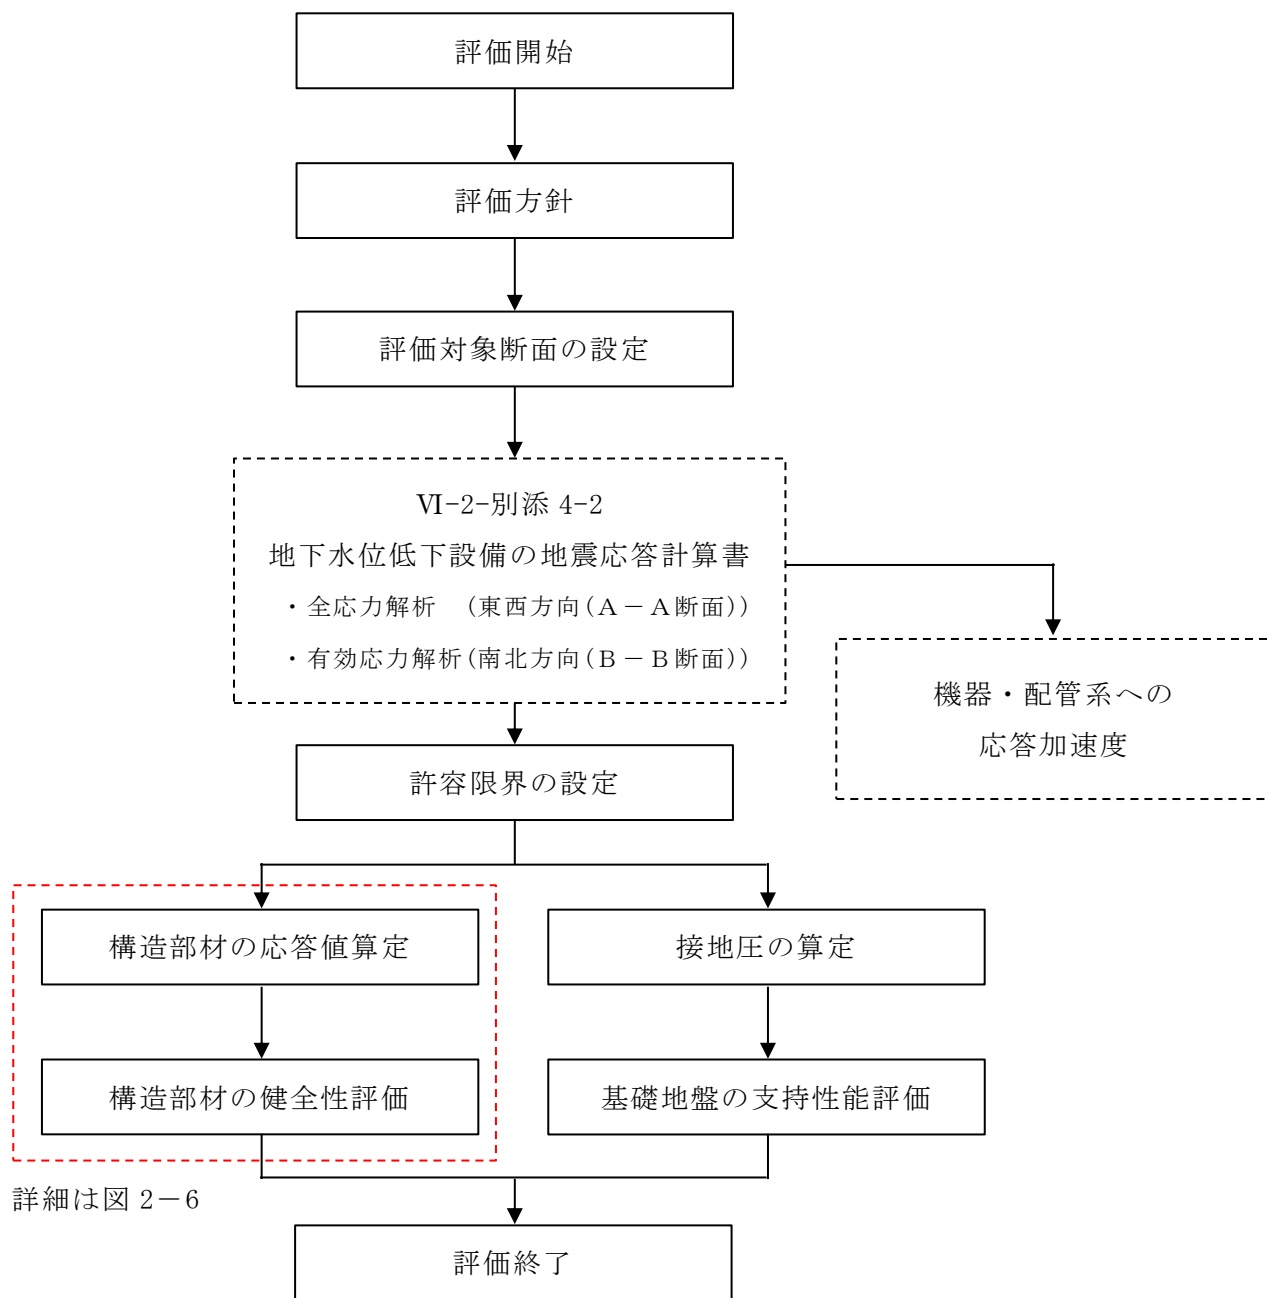 評価開始
評価方針
評価対象断面の設定
Ⅵ-2-別添 4-2
地下水位低下設備の地震応答計算書
・全応力解析　(東西方向(A-A断面))
・有効応力解析(南北方向(B-B断面))
機器・配管系への
応答加速度
許容限界の設定
構造部材の応答値算定
接地圧の算定
構造部材の健全性評価
基礎地盤の支持性能評価
詳細は図 2-6
評価終了